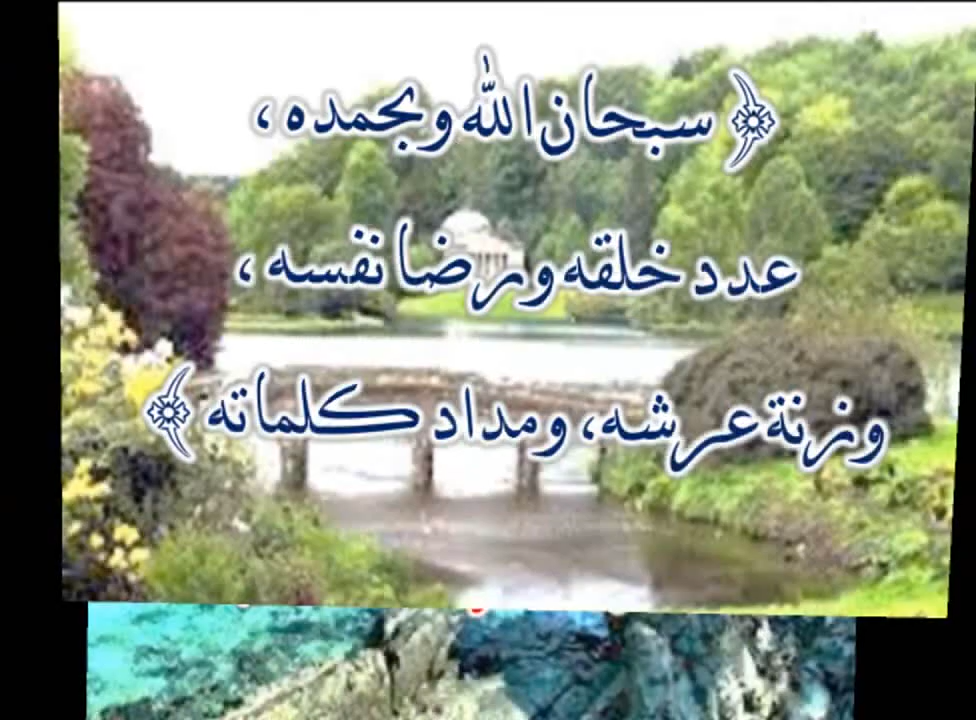 ﴿ سبحان الله وبحمده،
عدد خلقه ورضا نفسه،
وزنة عرشه، ومداد كلماته ﴾